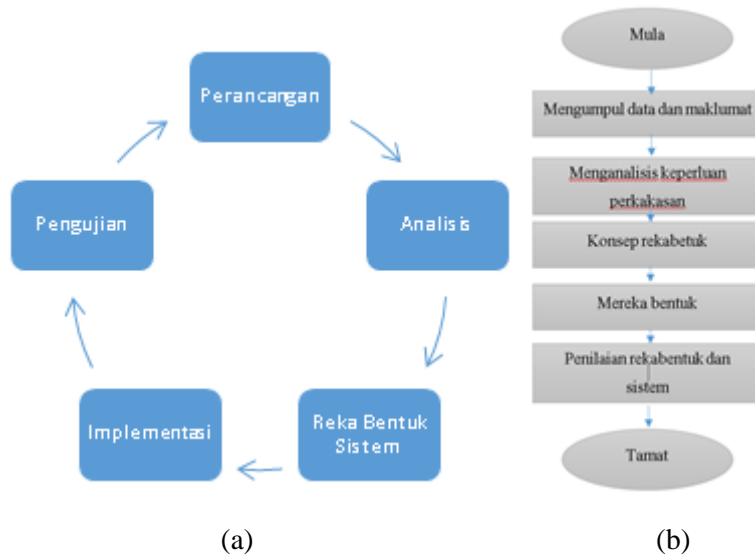 Perancangan
Analisis
Reka Bentuk
Sistem
Implementasi
Pengujian
(a)
Mula
Mengumpul data dan maklumat
Menganalisis keperluan
perkakasan
Konsep rekabetuk
Mereka bentuk
Penilaian rekabentuk dan
sistem
Tamat
(b)